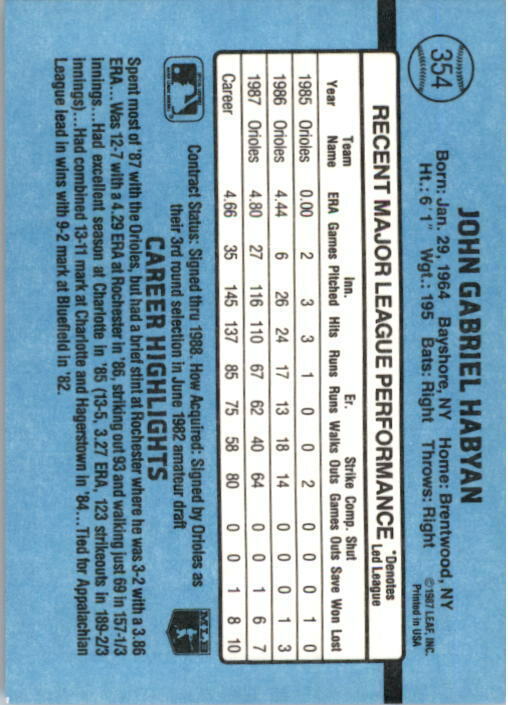 354
JOHN GABRIEL HABYAN
Born: Jan. 29, 1964 Bayshore, NY Home: Brentwood, NY
Ht.: 6'1" Wgt.: 195 Bats: Right Throws: Right
©1987 LEAF, INC.
Printed in USA
RECENT MAJOR LEAGUE PERFORMANCE *Denotes Led League
Team Inn. Er. Strike Comp. Shut
Year Name ERA Games Pitched Hits Runs Runs Walks Outs Games Outs Save Won Lost
1985 Orioles 0.00 2 3 3 1 0 0 2 0 0 0 1 0
1986 Orioles 4.44 6 26 24 17 13 18 14 0 0 0 1 3
1987 Orioles 4.80 27 116 110 67 62 40 64 0 0 1 6 7
Career 4.66 35 145 137 85 75 58 80 0 0 1 8 10
Contract Status: Signed thru 1988. How Acquired: Signed by Orioles as
their 3rd round selection in June 1982 amateur draft
MLB
CAREER HIGHLIGHTS
Spent most of '87 with the Orioles, but had a brief stint at Rochester where he was 3-2 with a 3.86
ERA...Was 12-7 with a 4.29 ERA at Rochester in '86, striking out 93 and walking just 69 in 157-1/3
innings...Had excellent season at Charlotte in '85 (13-5, 3.27 ERA, 123 strikeouts in 189-2/3
innings)...Had combined 13-11 mark at Charlotte and Hagerstown in '84...Tied for Appalachian
League lead in wins with 9-2 mark at Bluefield in '82.